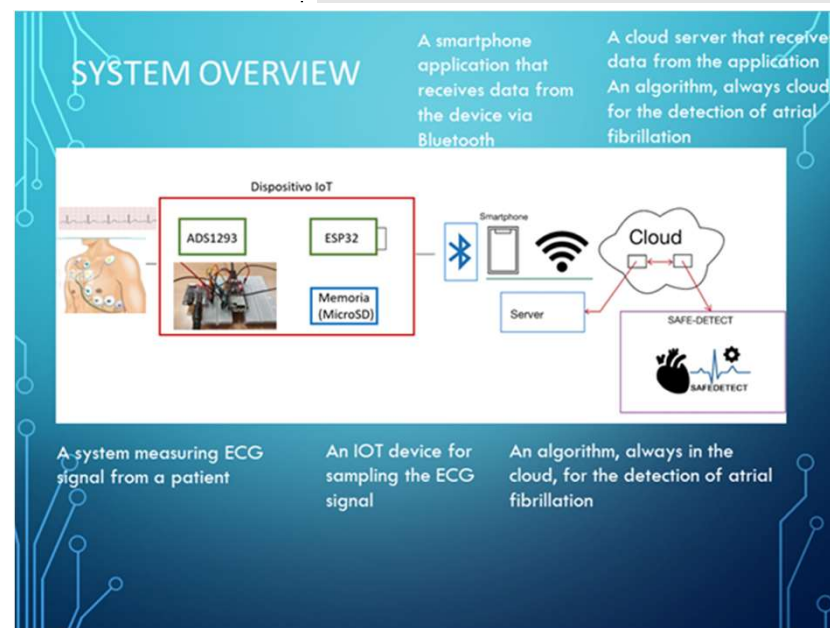 SYSTEM OVERVIEW
A smartphone
application that
receives data from
the device via
Bluetooth
A cloud server that receive
data from the application
An algorithm, always cloud
for the detection of atrial
fibrillation
Dispositivo IoT
ADS1293
ESP32
Memoria
(MicroSD)
Smartphone
Cloud
Server
SAFE-DETECT
SAFEDETECT
A system measuring ECG
signal from a patient
An IOT device for
sampling the ECG
signal
An algorithm, always in the
cloud, for the detection of atrial
fibrillation